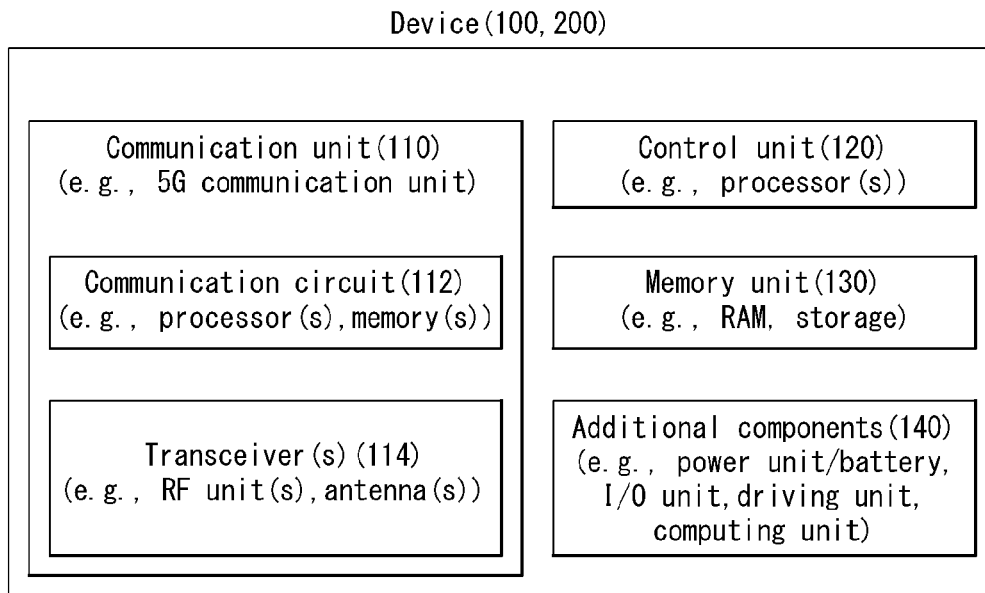 Device(100,200)
Communication unit(110)
(e.g., 5G communication unit)
Communication circuit(112)
(e.g., processor(s),memory(s))
Transceiver(s)(114)
(e.g., RF unit(s),antenna(s))
Control unit(120)
(e.g., processor(s))
Memory unit(130)
(e.g., RAM, storage)
Additional components(140)
(e.g., power unit/battery,
I/O unit,driving unit,
computing unit)